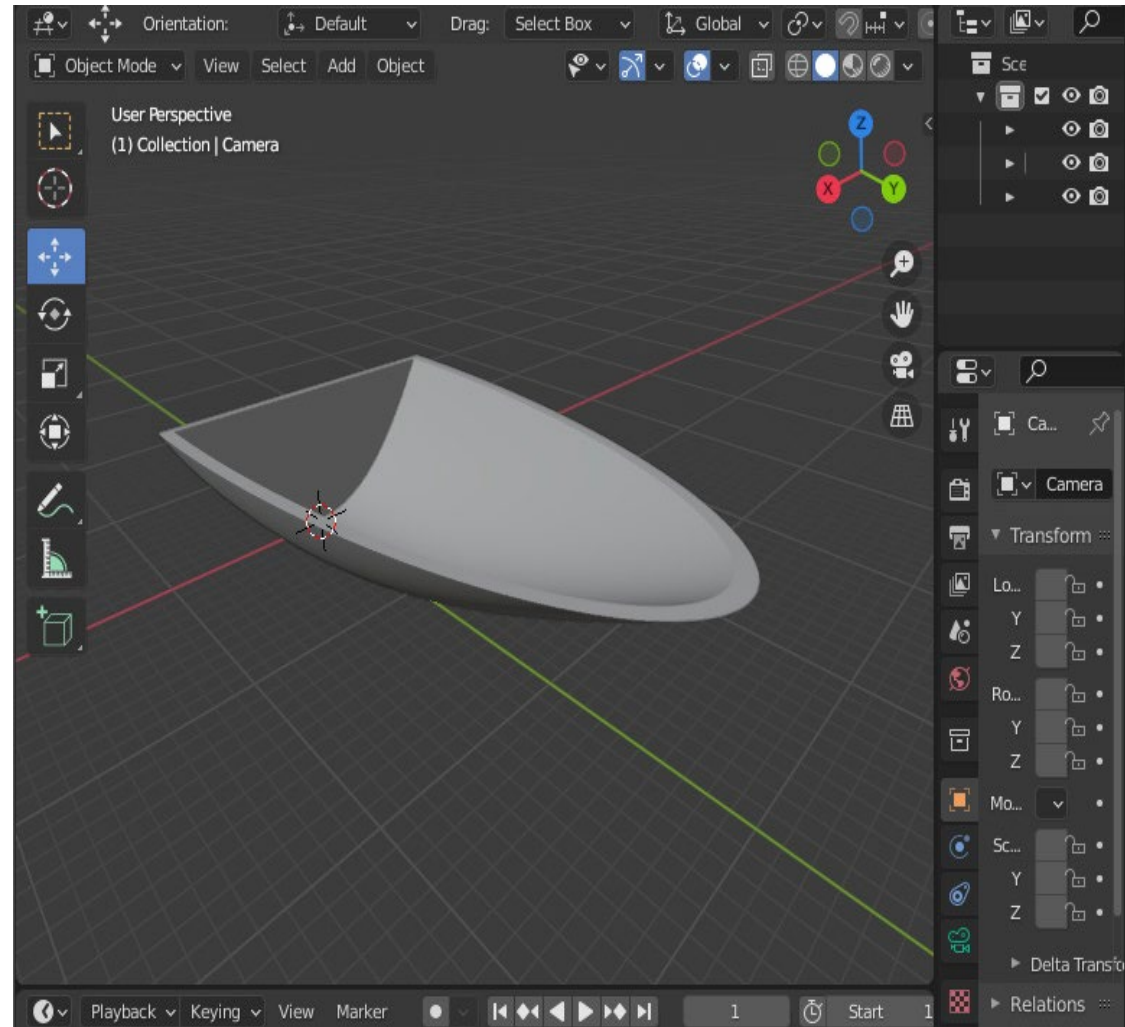 Orientation: Default Drag: Select Box Global
Object Mode View Select Add Object
User Perspective
(1) Collection | Camera
Z
X
Y
Sce
Ca...
Camera
Transform
Lo...
Y
Z
Ro...
Y
Z
Mo...
Sc...
Y
Z
Delta Transfo
Relations
Playback Keying View Marker 1 Start 1